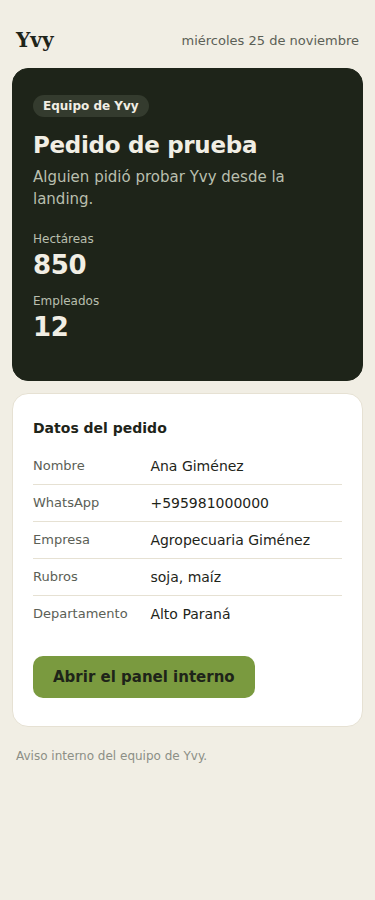 Yvy
miércoles 25 de noviembre
Equipo de Yvy
Pedido de prueba
Alguien pidió probar Yvy desde la
landing.
Hectáreas
850
Empleados
12
Datos del pedido
Nombre Ana Giménez
WhatsApp +595981000000
Empresa Agropecuaria Giménez
Rubros soja, maíz
Departamento Alto Paraná
Abrir el panel interno
Aviso interno del equipo de Yvy.